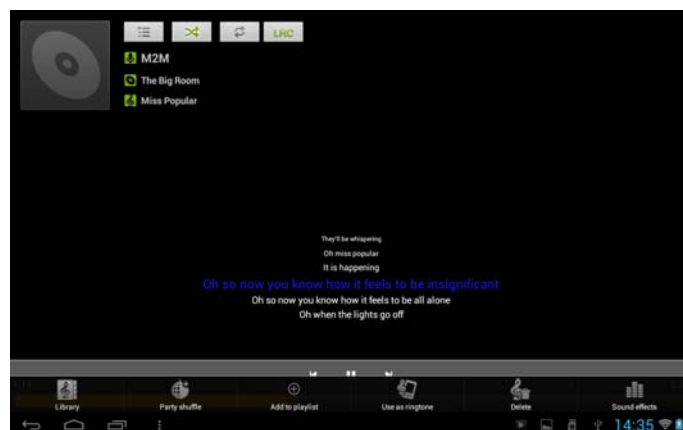 LRC
M2M
The Big Room
Miss Popular
They'll be whispering
Oh miss popular
It is happening
Oh so now you know how it feels to be insignificant
Oh so now you know how it feels to be all alone
Oh when the lights go off
Library
Party shuffle
Add to playlist
Use as ringtone
Delete
Sound effects
14:35